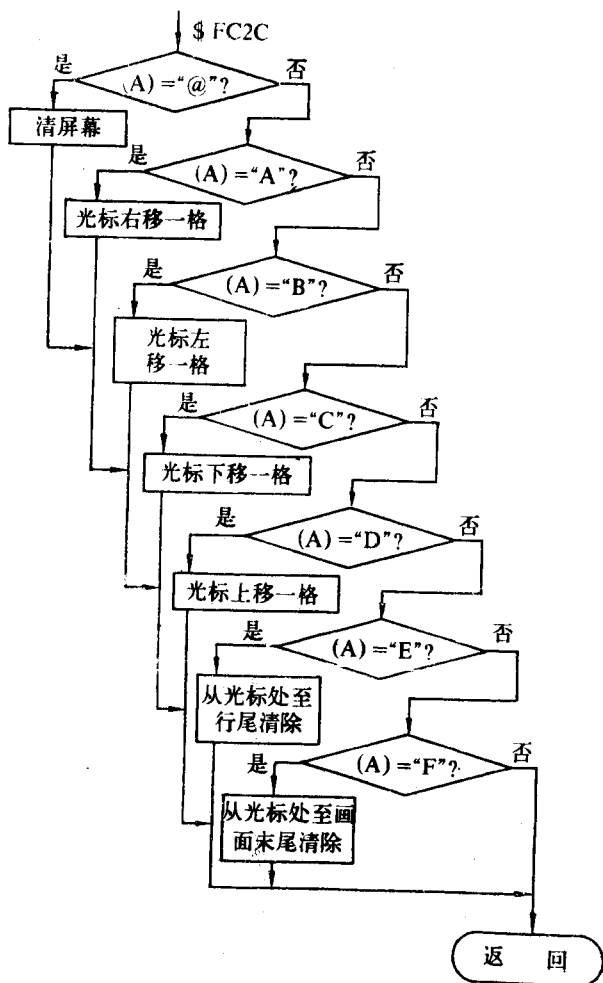 $ FC2C
(A) =“@”?
是
否
清屏幕
(A) =“A”?
是
否
光标右移一格
(A) =“B”?
是
否
光标左
移一格
(A) =“C”?
是
否
光标下移一格
(A) =“D”?
是
否
光标上移一格
(A) =“E”?
是
否
从光标处至
行尾清除
(A) =“F”?
是
否
从光标处至画
面末尾清除
返 回